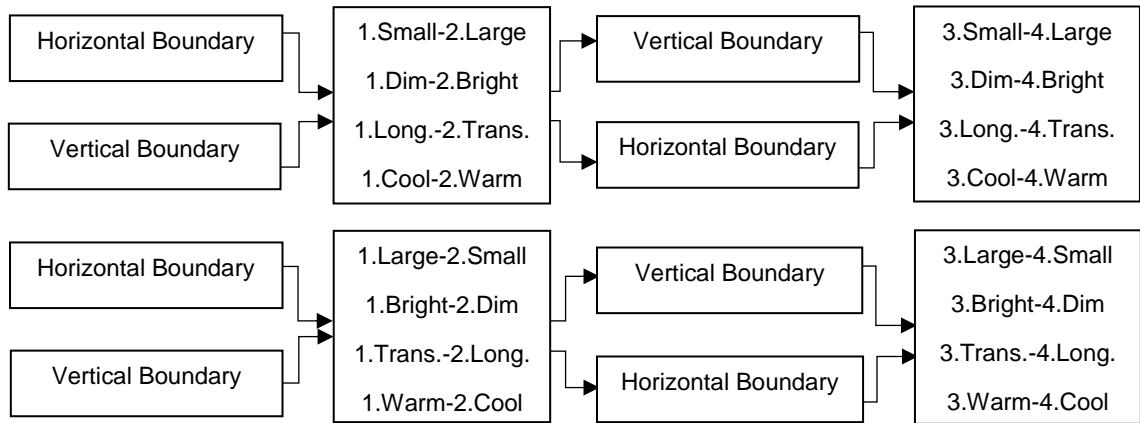 Horizontal Boundary
Vertical Boundary
1.Small-2.Large
1.Dim-2.Bright
1.Long.-2.Trans.
1.Cool-2.Warm
Vertical Boundary
Horizontal Boundary
3.Small-4.Large
3.Dim-4.Bright
3.Long.-4.Trans.
3.Cool-4.Warm
Horizontal Boundary
Vertical Boundary
1.Large-2.Small
1.Bright-2.Dim
1.Trans.-2.Long.
1.Warm-2.Cool
Vertical Boundary
Horizontal Boundary
3.Large-4.Small
3.Bright-4.Dim
3.Trans.-4.Long.
3.Warm-4.Cool